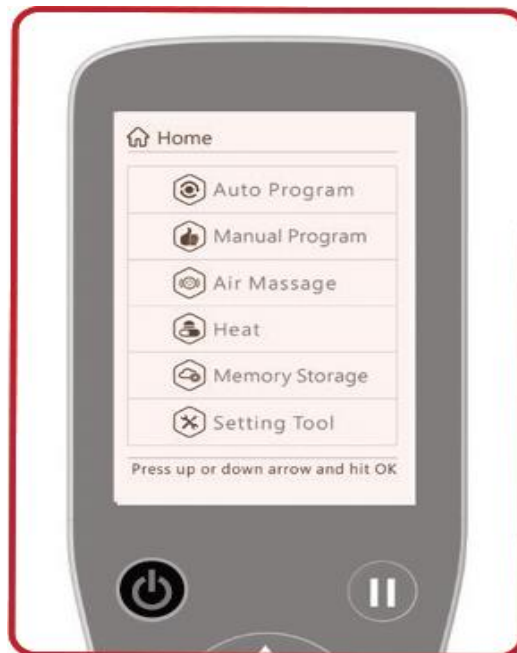 Home
Auto Program
Manual Program
Air Massage
Heat
Memory Storage
Setting Tool
Press up or down arrow and hit OK